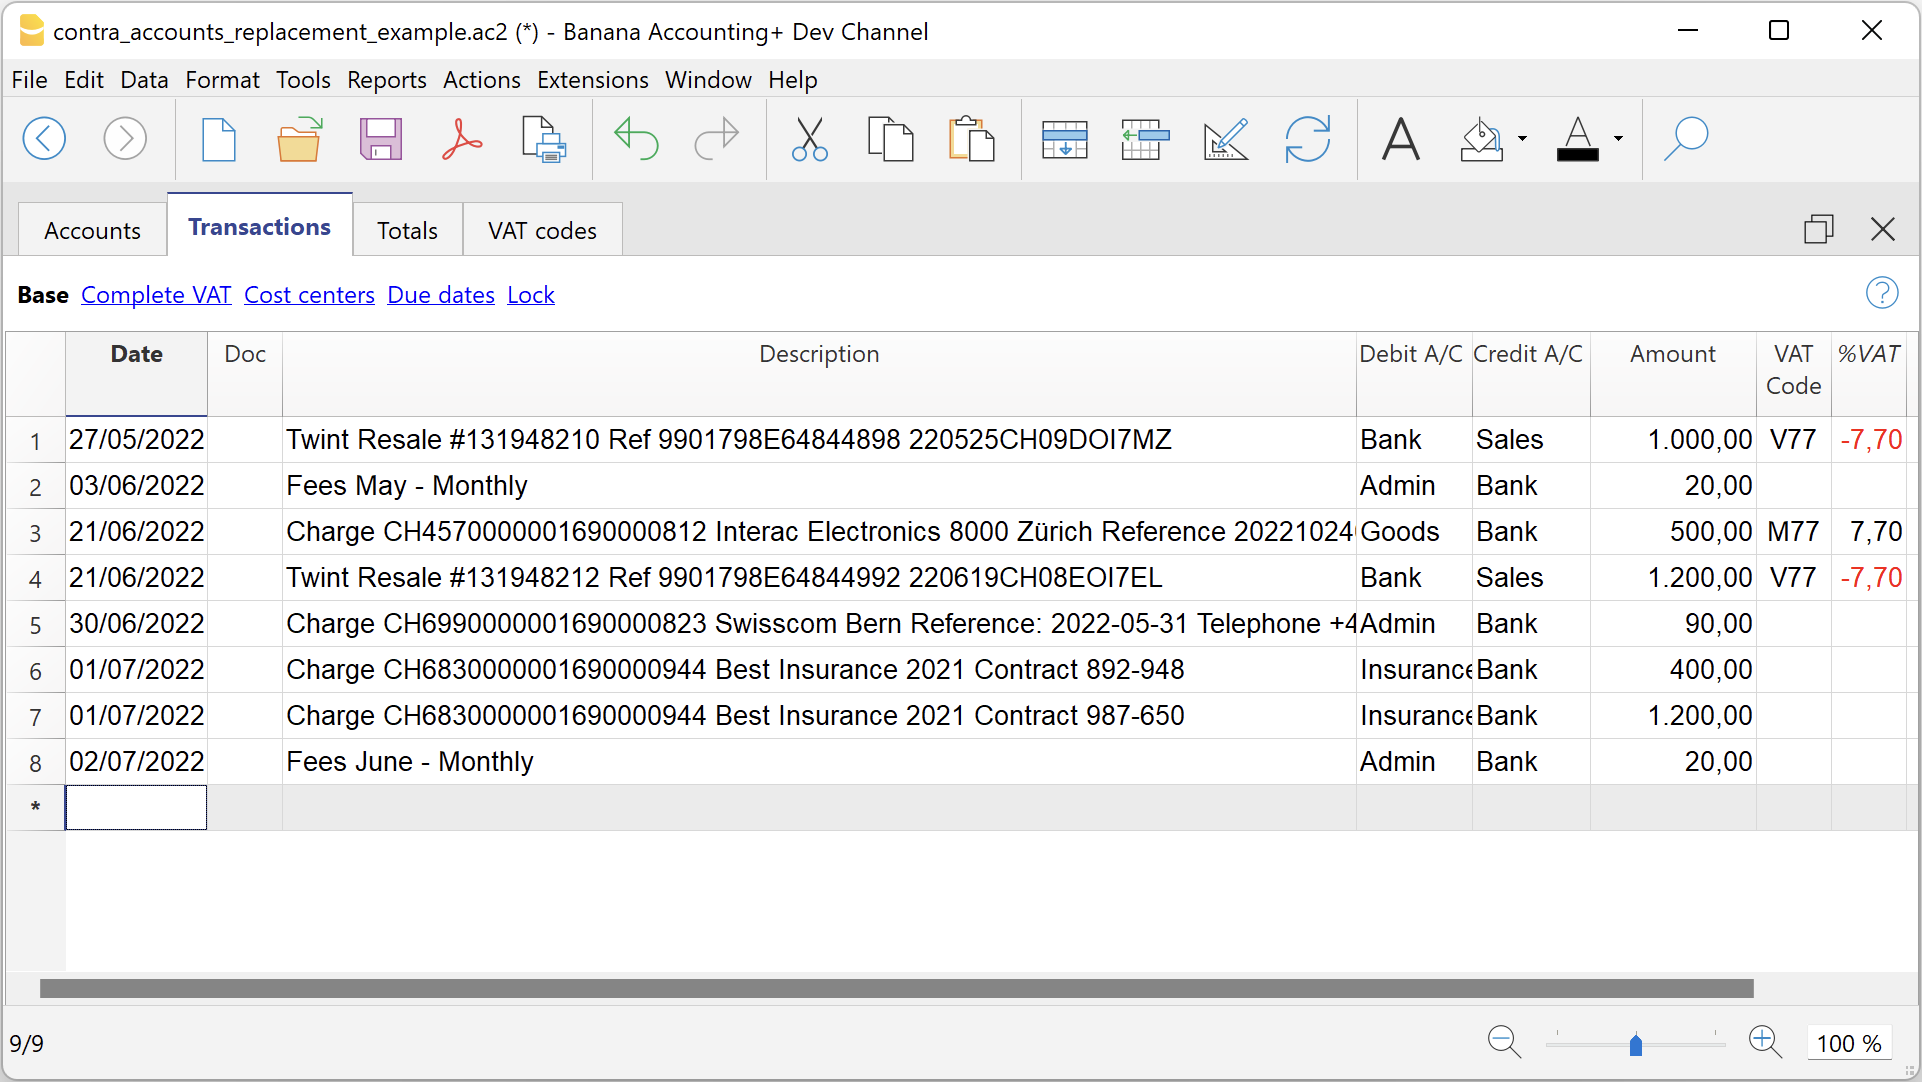 contra_accounts_replacement_example.ac2 (*) - Banana Accounting+ Dev Channel
File Edit Data Format Tools Reports Actions Extensions Window Help
Accounts Transactions Totals VAT codes
Base Complete VAT Cost centers Due dates Lock
Date Doc Description Debit A/C Credit A/C Amount VAT Code %VAT
1 27/05/2022 Twint Resale #131948210 Ref 9901798E64844898 220525CH09DOI7MZ Bank Sales 1.000,00 V77 -7,70
2 03/06/2022 Fees May - Monthly Admin Bank 20,00
3 21/06/2022 Charge CH4570000001690000812 Interac Electronics 8000 Zürich Reference 202210240 Goods Bank 500,00 M77 7,70
4 21/06/2022 Twint Resale #131948212 Ref 9901798E64844992 220619CH08EOI7EL Bank Sales 1.200,00 V77 -7,70
5 30/06/2022 Charge CH6990000001690000823 Swisscom Bern Reference: 2022-05-31 Telephone +4 Admin Bank 90,00
6 01/07/2022 Charge CH6830000001690000944 Best Insurance 2021 Contract 892-948 Insurance Bank 400,00
7 01/07/2022 Charge CH6830000001690000944 Best Insurance 2021 Contract 987-650 Insurance Bank 1.200,00
8 02/07/2022 Fees June - Monthly Admin Bank 20,00
*
9/9 100 %